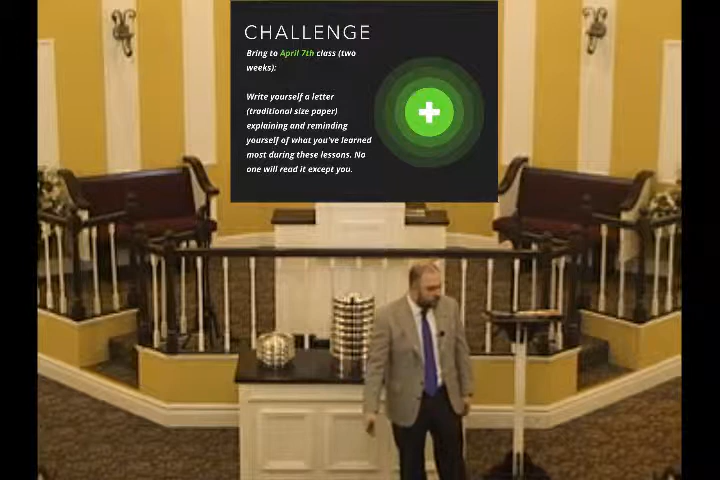 CHALLENGE
Bring to April 7th class (two
weeks):
Write yourself a letter
(traditional size paper)
explaining and reminding
yourself of what you've learned
most during these lessons. No
one will read it except you.